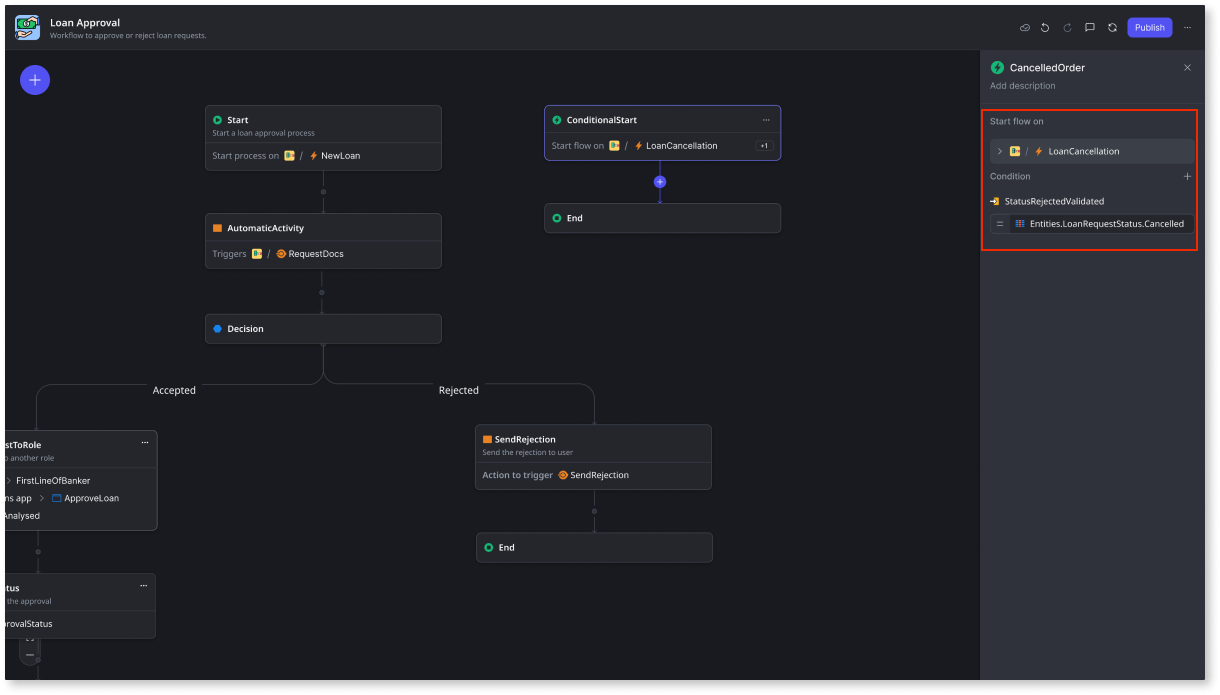 Loan Approval
Workflow to approve or reject loan requests.
Publish
Start
Start a loan approval process
Start process on / NewLoan
AutomaticActivity
Triggers / RequestDocs
Decision
Accepted
Rejected
stToRole
o another role
FirstLineOfBanker
ns app > ApproveLoan
Analysed
tus
the approval
rovalStatus
SendRejection
Send the rejection to user
Action to trigger SendRejection
End
ConditionalStart
Start flow on / LoanCancellation +1
End
CancelledOrder
Add description
Start flow on
/ LoanCancellation
Condition
StatusRejectedValidated
= Entities.LoanRequestStatus.Cancelled